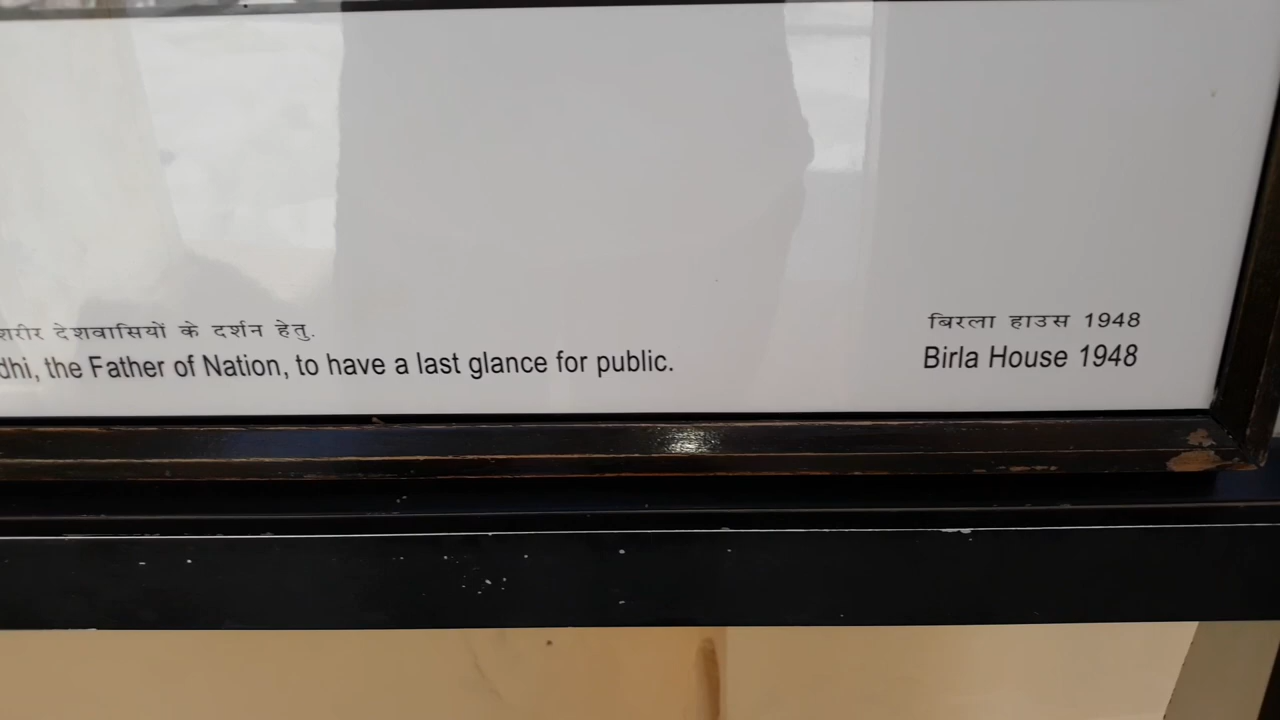 शरीर देशवासियों के दर्शन हेतु.
dhi, the Father of Nation, to have a last glance for public.
बिरला हाउस 1948
Birla House 1948